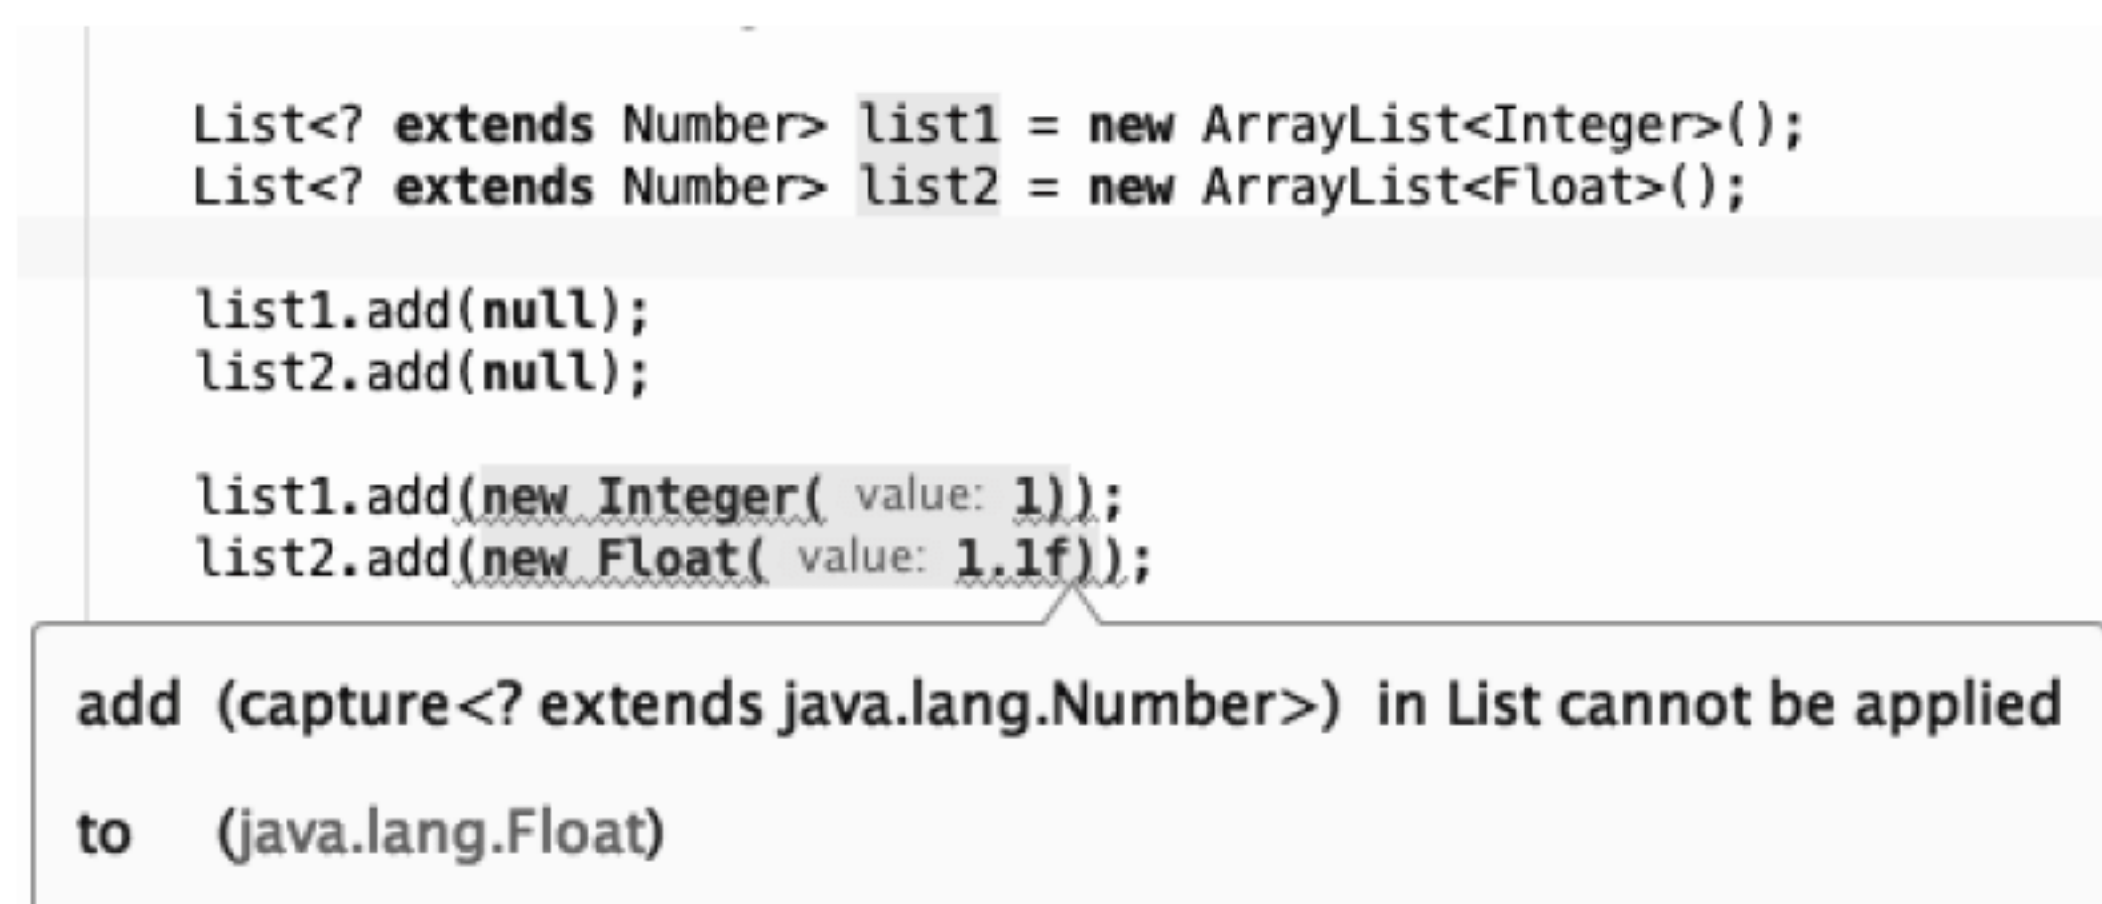 List<? extends Number> list1 = new ArrayList<Integer>();
List<? extends Number> list2 = new ArrayList<Float>();
list1.add(null);
list2.add(null);
list1.add(new Integer( value: 1));
list2.add(new Float( value: 1.1f));
add (capture<? extends java.lang.Number>) in List cannot be applied
to (java.lang.Float)